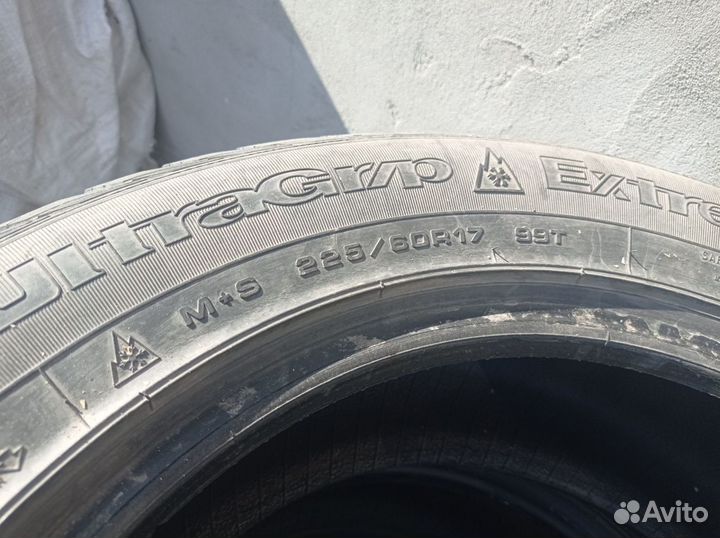 UltraGrip Extre
M+S 225/60R17 99T
Avito